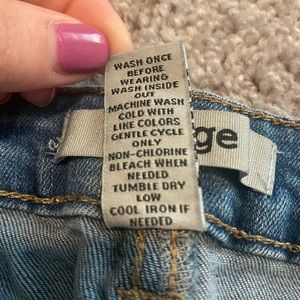 WASH ONCE
BEFORE
WEARING
WASH INSIDE
OUT
MACHINE WASH
COLD WITH
LIKE COLORS
GENTLE CYCLE
ONLY
NON-CHLORINE
BLEACH WHEN
NEEDED
TUMBLE DRY
LOW
COOL IRON IF
NEEDED
ge